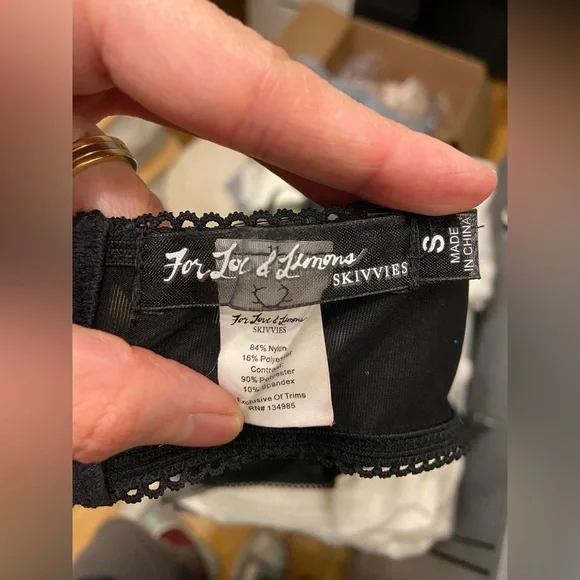 For Lov & Lemons
SKIVVIES
S
MADE
IN CHINA
For Love & Lemons
SKIVVIES
84% Nylon
16% Polyester
Contrast
90% Polyester
10% Spandex
Exclusive Of Trims
RN# 134985